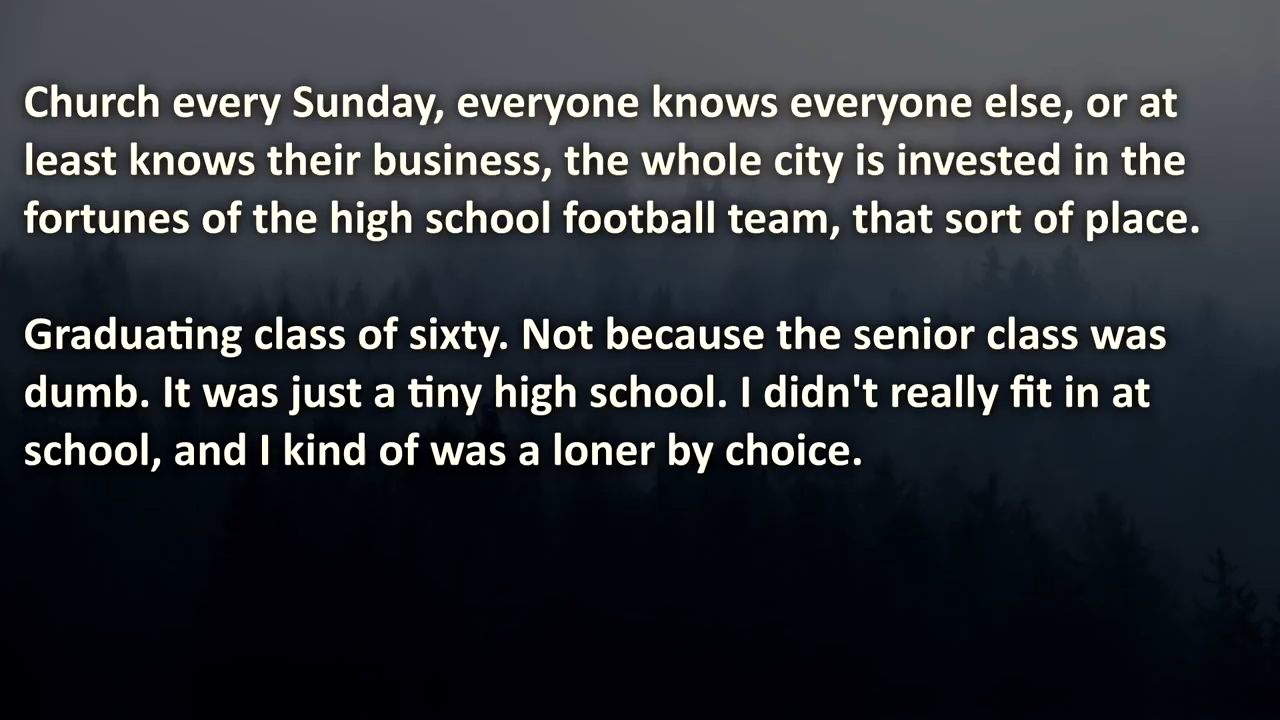 Church every Sunday, everyone knows everyone else, or at
least knows their business, the whole city is invested in the
fortunes of the high school football team, that sort of place.
Graduating class of sixty. Not because the senior class was
dumb. It was just a tiny high school. I didn't really fit in at
school, and I kind of was a loner by choice.